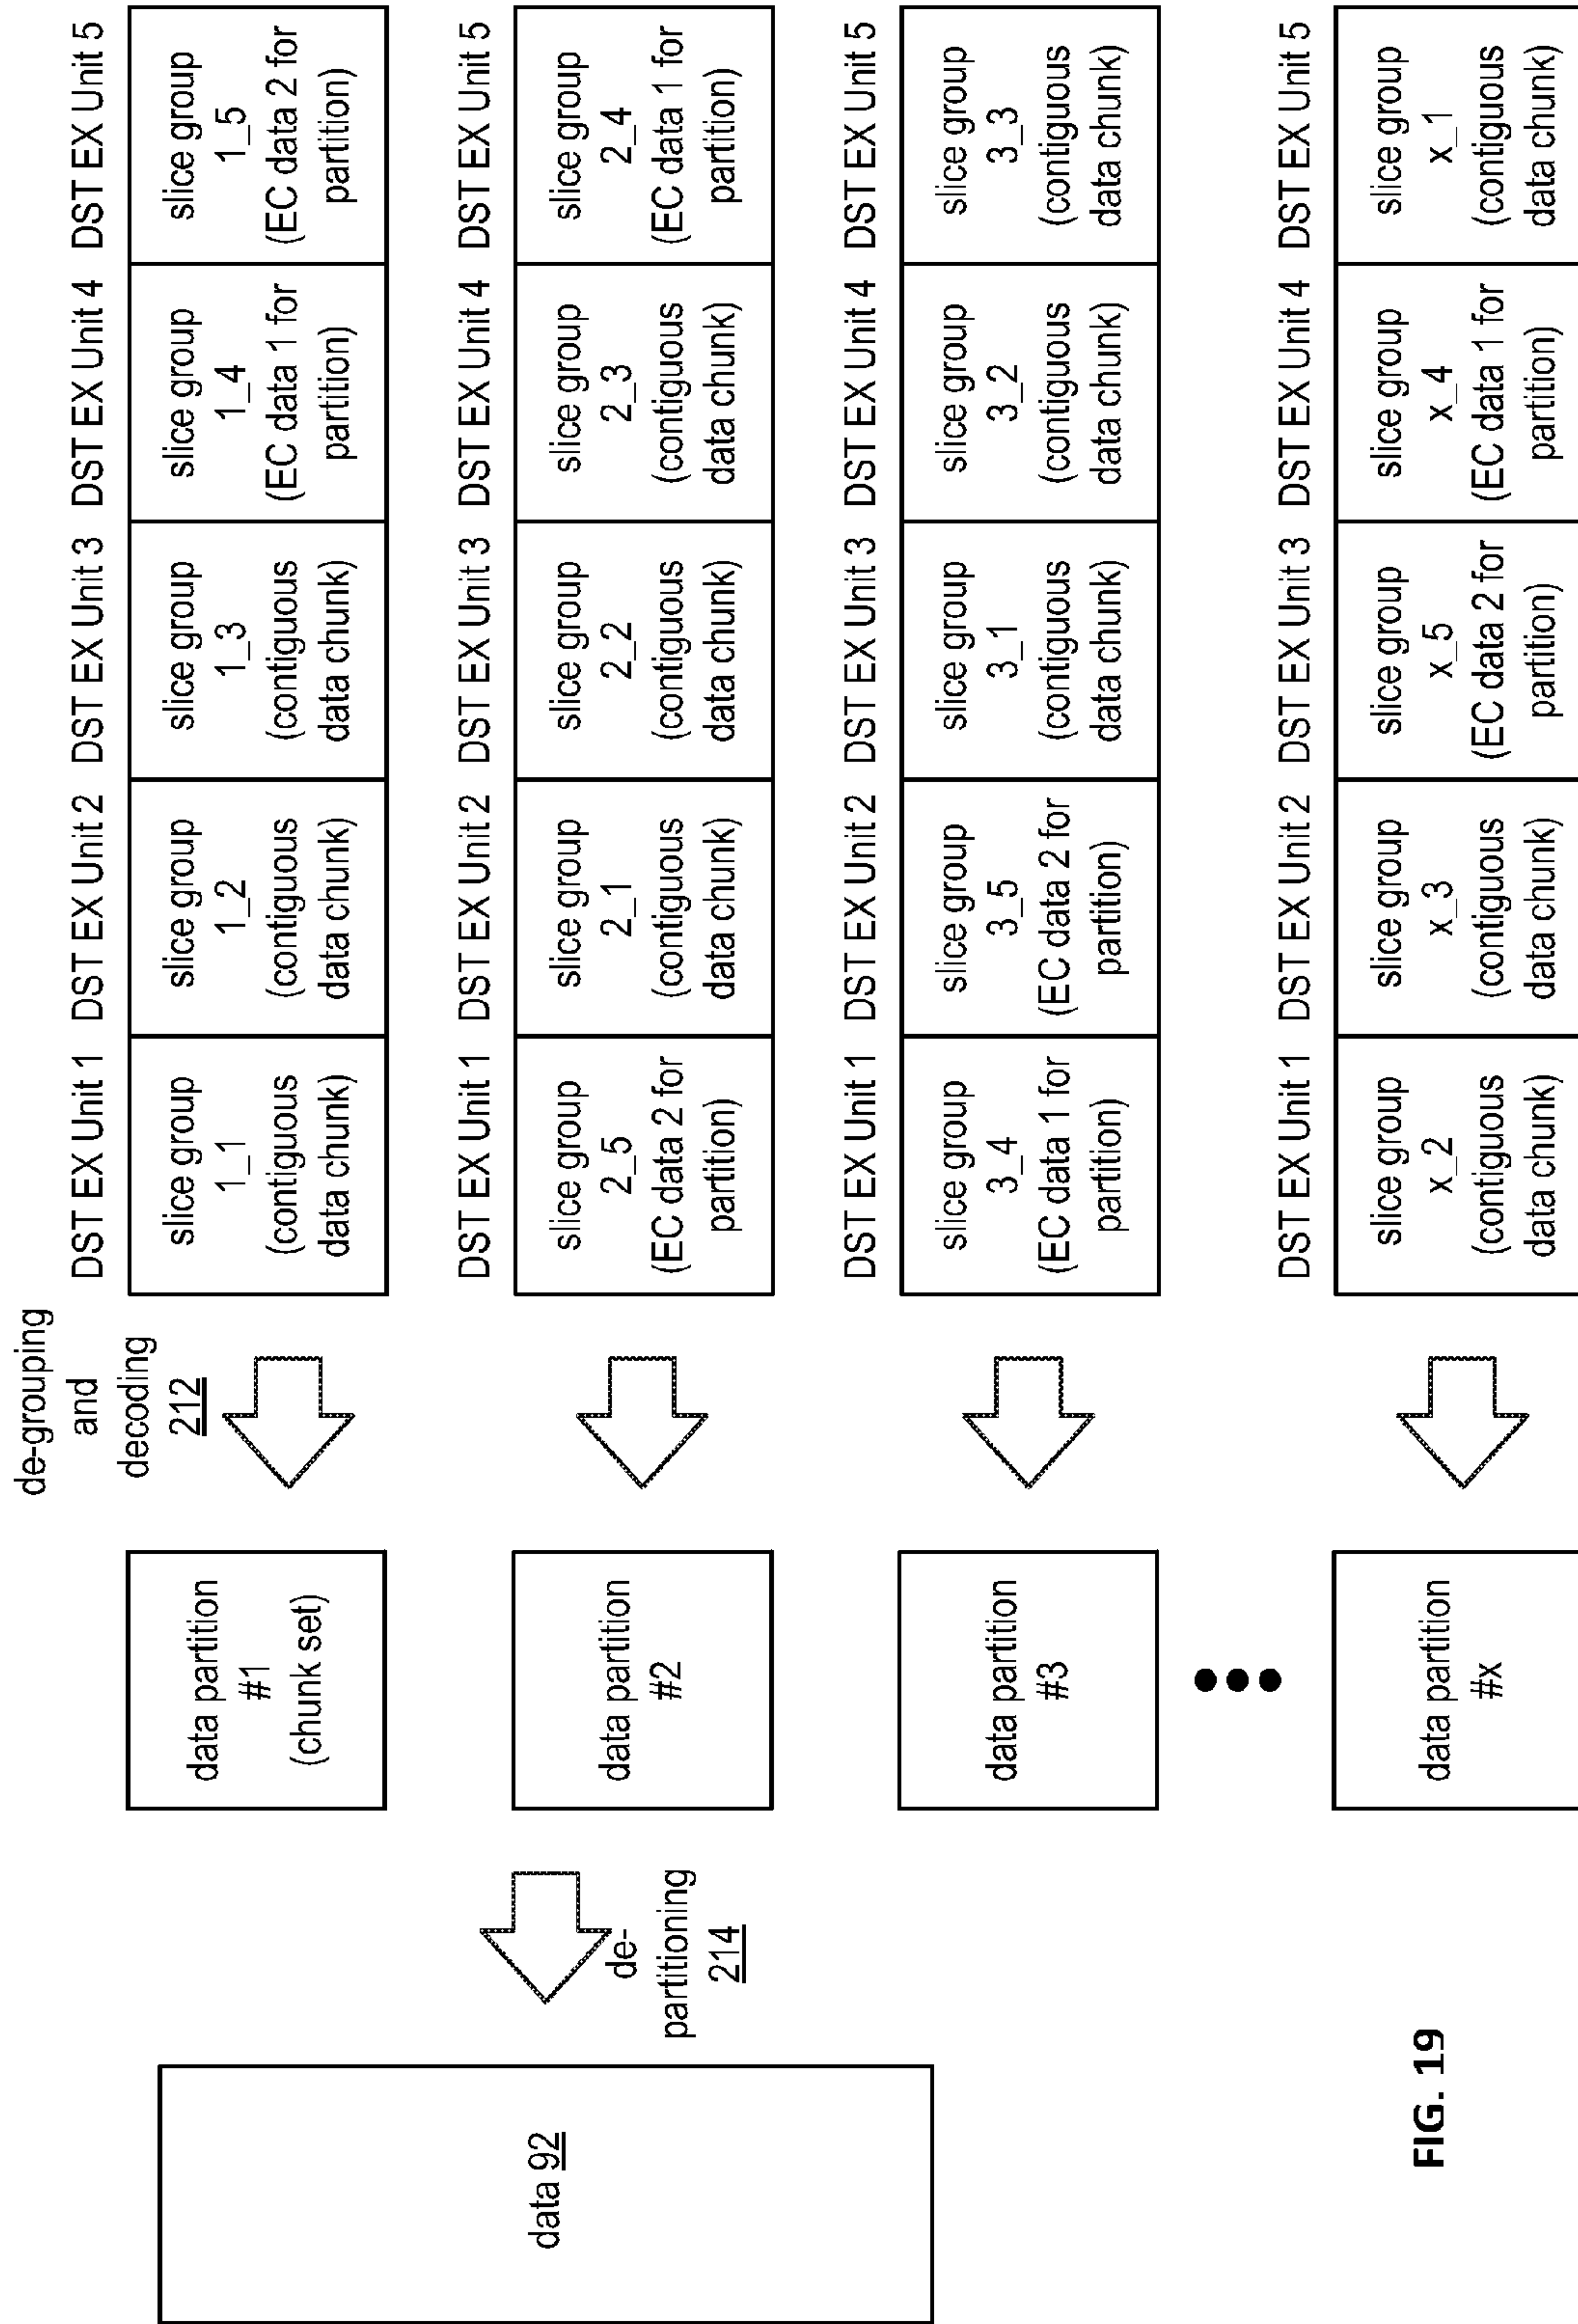 de-grouping
and
decoding
212
DST EX Unit 1 DST EX Unit 2 DST EX Unit 3 DST EX Unit 4 DST EX Unit 5
data partition
#1
(chunk set)
slice group
1_1
(contiguous
data chunk)
slice group
1_2
(contiguous
data chunk)
slice group
1_3
(contiguous
data chunk)
slice group
1_4
(EC data 1 for
partition)
slice group
1_5
(EC data 2 for
partition)
data 92
de-
partitioning
214
DST EX Unit 1 DST EX Unit 2 DST EX Unit 3 DST EX Unit 4 DST EX Unit 5
data partition
#2
slice group
2_5
(EC data 2 for
partition)
slice group
2_1
(contiguous
data chunk)
slice group
2_2
(contiguous
data chunk)
slice group
2_3
(contiguous
data chunk)
slice group
2_4
(EC data 1 for
partition)
DST EX Unit 1 DST EX Unit 2 DST EX Unit 3 DST EX Unit 4 DST EX Unit 5
data partition
#3
slice group
3_4
(EC data 1 for
partition)
slice group
3_5
(EC data 2 for
partition)
slice group
3_1
(contiguous
data chunk)
slice group
3_2
(contiguous
data chunk)
slice group
3_3
(contiguous
data chunk)
DST EX Unit 1 DST EX Unit 2 DST EX Unit 3 DST EX Unit 4 DST EX Unit 5
data partition
#x
slice group
x_2
(contiguous
data chunk)
slice group
x_3
(contiguous
data chunk)
slice group
x_5
(EC data 2 for
partition)
slice group
x_4
(EC data 1 for
partition)
slice group
x_1
(contiguous
data chunk)
FIG. 19